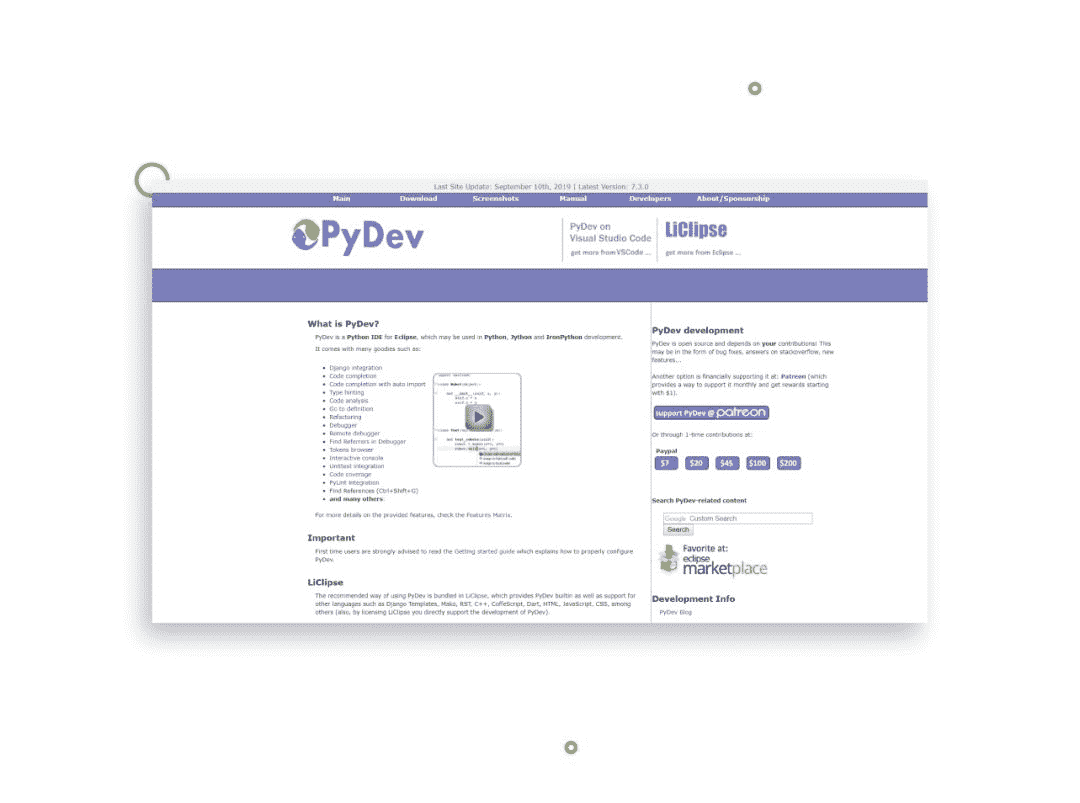 Last Site Update: September 10th, 2019 | Latest Version: 7.3.0
Main Download Screenshots Manual Developers About/Sponsorship
PyDev
PyDev on
Visual Studio Code
get more from VSCode ...
LiClipse
get more from Eclipse ...
What is PyDev?
PyDev is a Python IDE for Eclipse, which may be used in Python, Jython and IronPython development.
It comes with many goodies such as:
Django integration
Code completion
Code completion with auto import
Type hinting
Code analysis
Go to definition
Refactoring
Debugger
Remote debugger
Find Referrers in Debugger
Tokens browser
Interactive console
Unittest integration
Code coverage
PyLint integration
Find References (Ctrl+Shift+G)
and many others.
For more details on the provided features, check the Features Matrix.
Important
First time users are strongly advised to read the Getting started guide which explains how to properly configure
PyDev.
LiClipse
The recommended way of using PyDev is bundled in LiClipse, which provides PyDev builtin as well as support for
other languages such as Django Templates, Mako, RST, C++, CoffeScript, Dart, HTML, JavaScript, CSS, among
others (also, by licensing LiClipse you directly support the development of PyDev).
PyDev development
PyDev is open source and depends on your contributions! This
may be in the form of bug fixes, answers on stackoverflow, new
features...
Another option is financially supporting it at: Patreon (which
provides a way to support it monthly and get rewards starting
with $1).
support PyDev @ patreon
Or through 1-time contributions at:
Paypal
$? $20 $45 $100 $200
Search PyDev-related content
Google Custom Search
Search
Favorite at:
eclipse
marketplace
Development Info
PyDev Blog